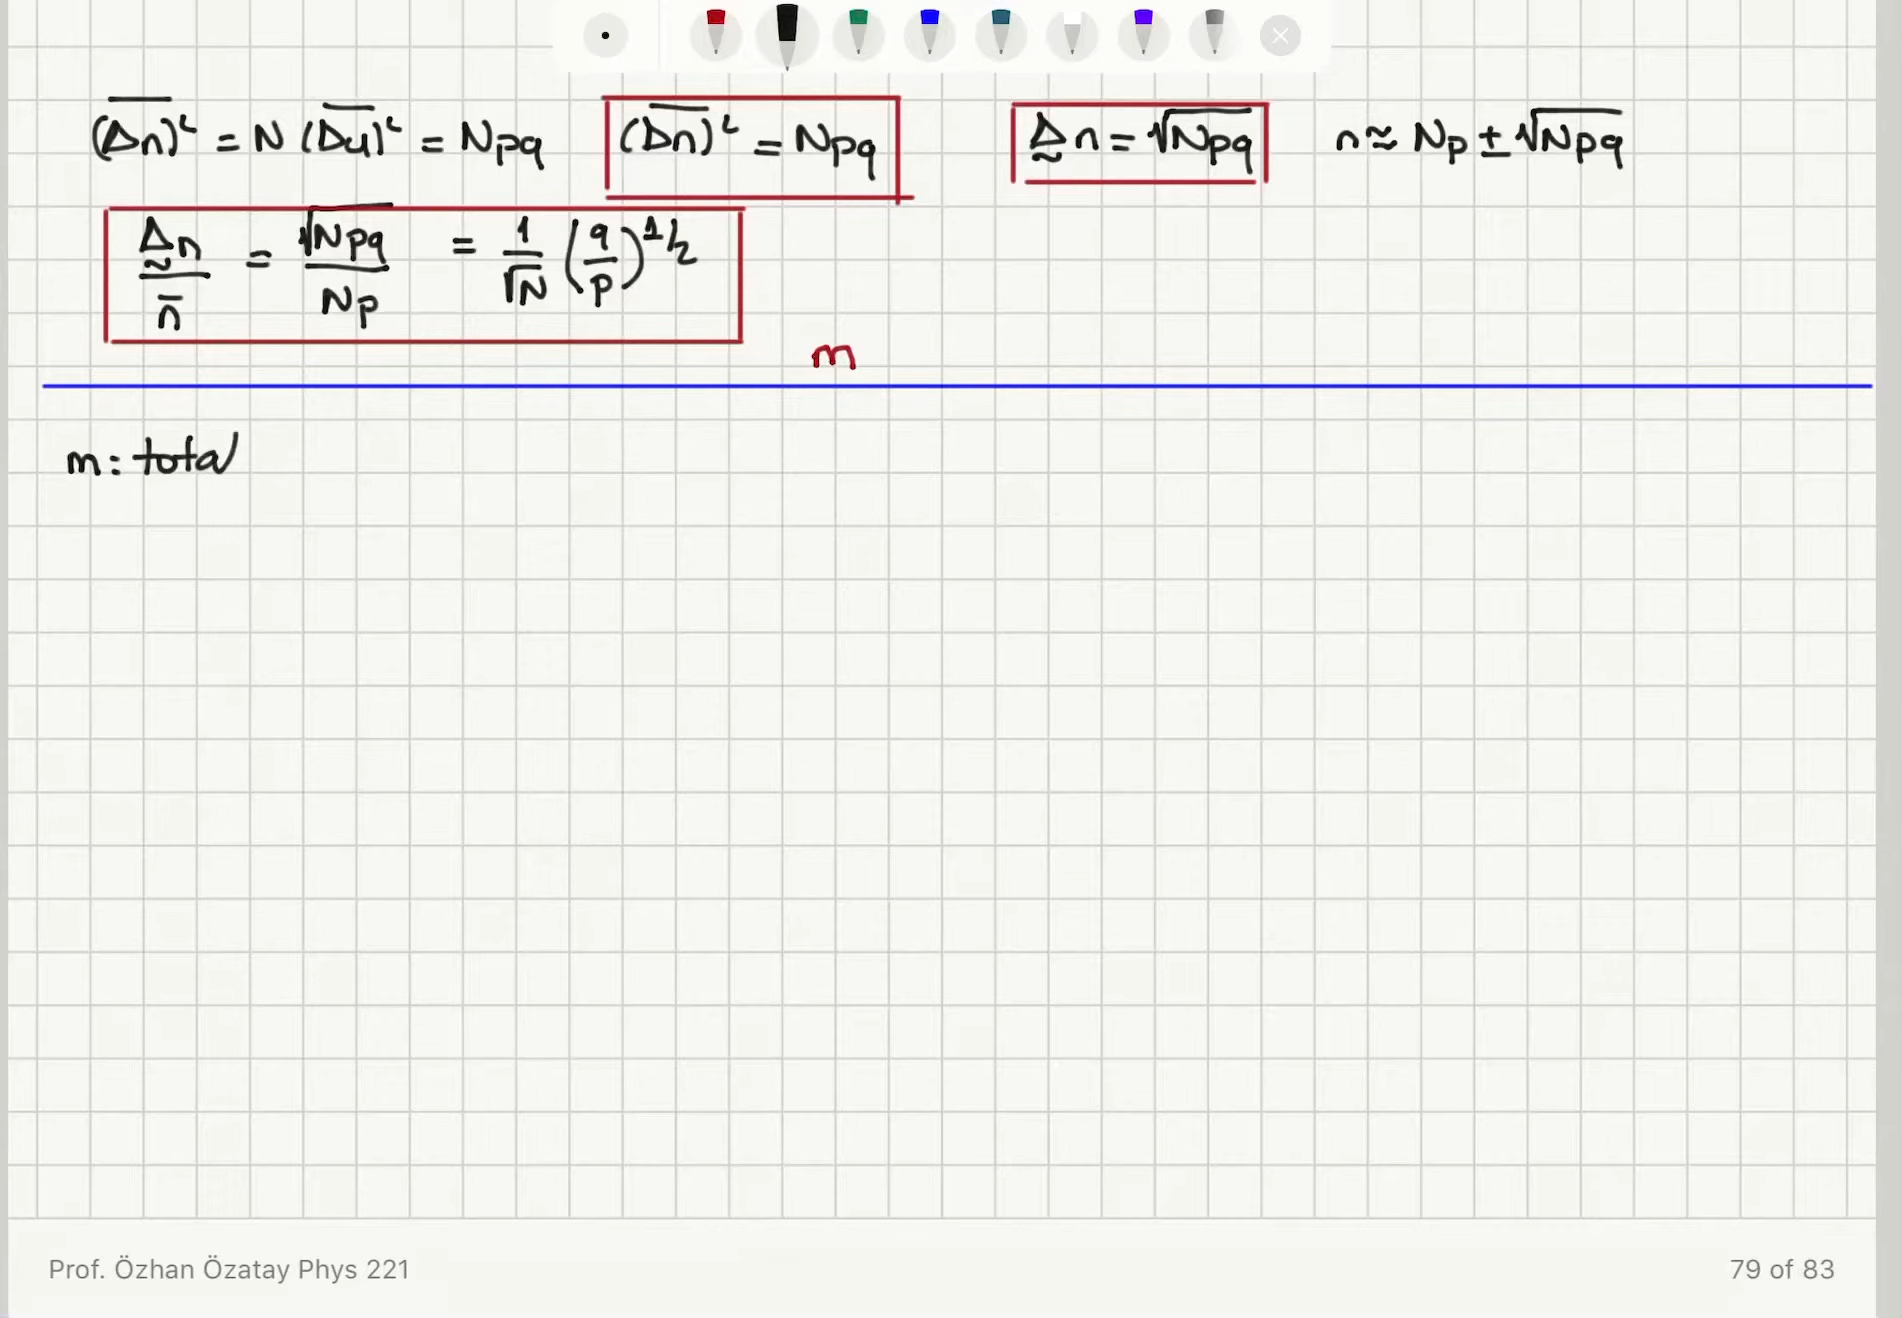 (Δn)² = N (Δu)² = Npq (Δn)² = Npq Δn = √Npq n ≈ Np ± √Npq
Δn/n̄ = √Npq/Np = 1/√N (q/p)^1/2
m
m: total
Prof. Özhan Özatay Phys 221 79 of 83